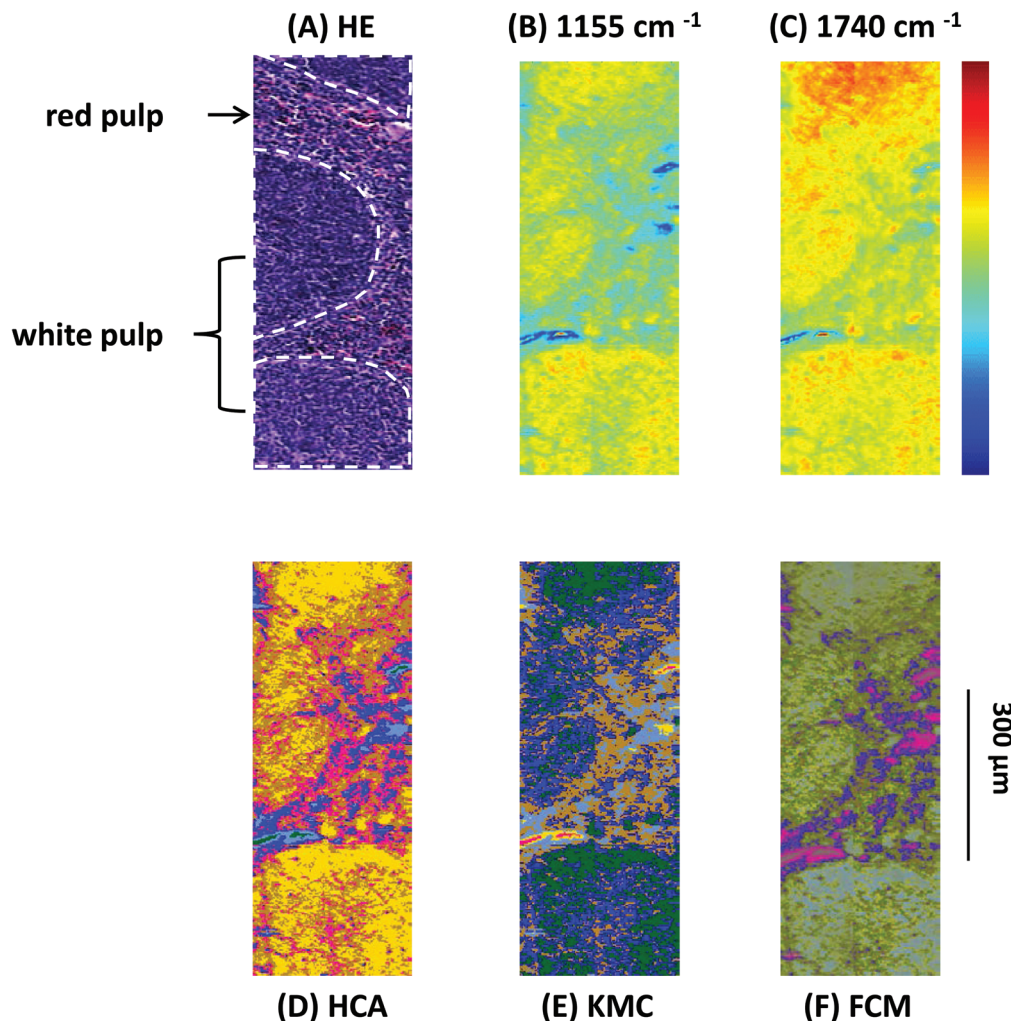 (A) HE
(B) 1155 cm -1
(C) 1740 cm -1
red pulp
white pulp
300 µm
(D) HCA
(E) KMC
(F) FCM